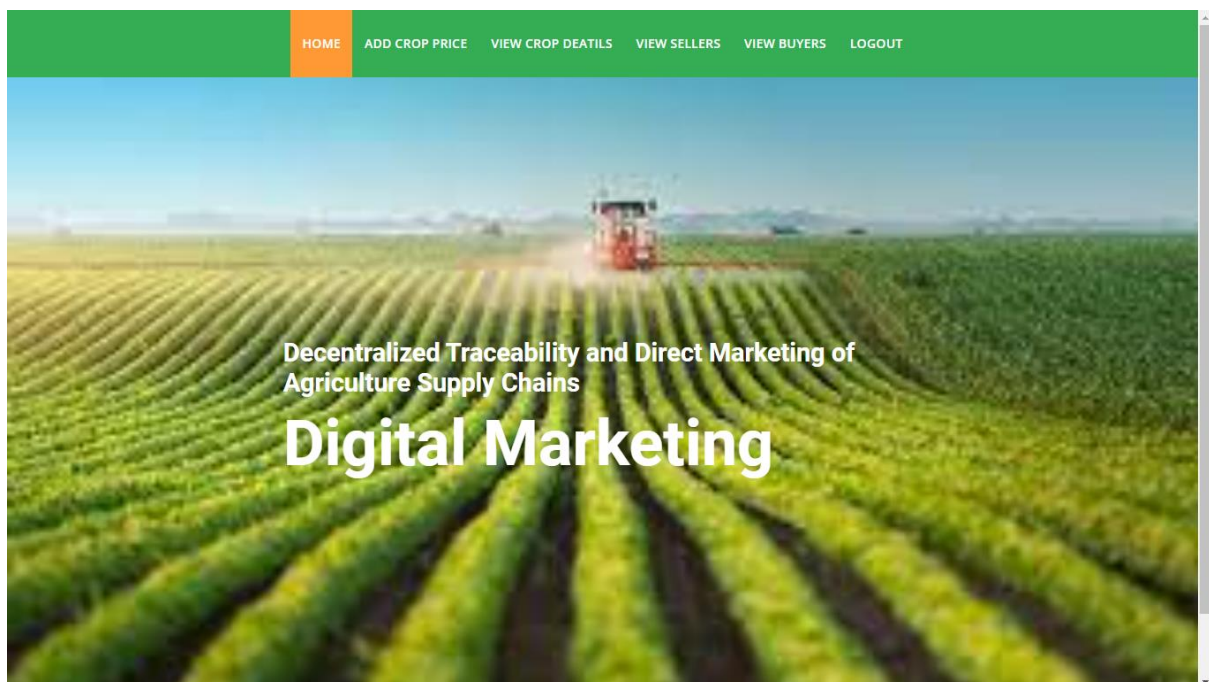 HOME ADD CROP PRICE VIEW CROP DEATILS VIEW SELLERS VIEW BUYERS LOGOUT
Decentralized Traceability and Direct Marketing of
Agriculture Supply Chains
Digital Marketing